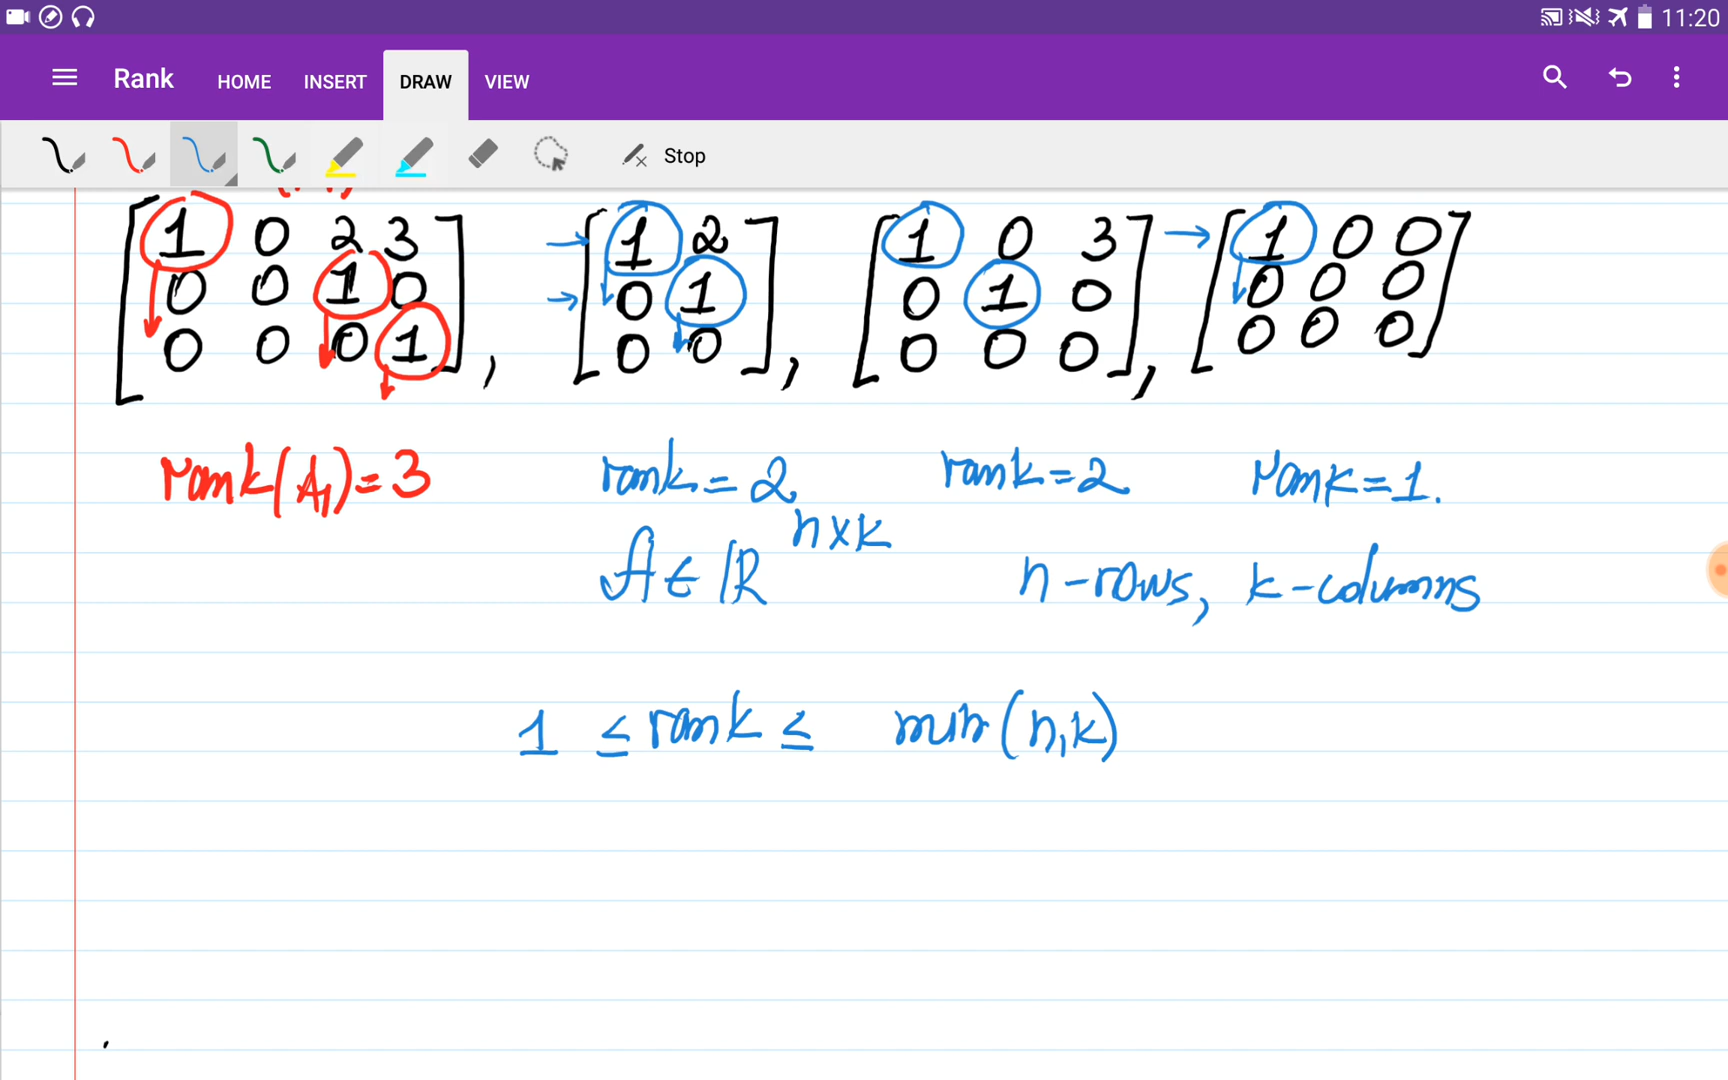 11:20
Rank HOME INSERT DRAW VIEW
Stop
[1 0 2 3 [1 2 [1 0 3 → [1 0 0
0 0 1 0 0 1 0 1 0 0 0 0
0 0 0 1], 0 0], 0 0 0], 0 0 0]
rank(A₁)=3 rank=2 rank=2 rank=1.
A ∈ ℝ n×k n-rows, k-columns
1 ≤ rank ≤ min(n,k)